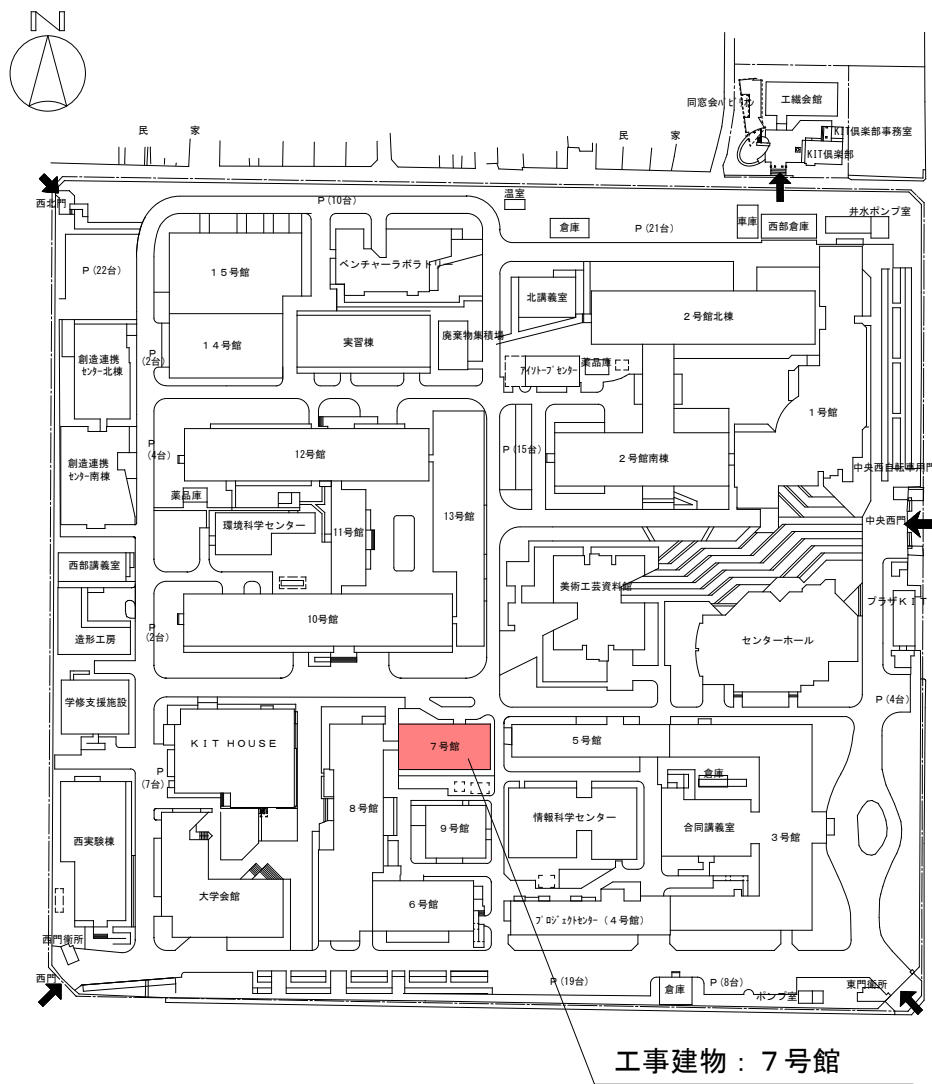 N
工繊会館
同窓会パビリオン
民 家
民 家
KIT倶楽部事務室
KIT倶楽部
西北門
P(10台)
温室
倉庫
P(21台)
車庫
西部倉庫
井水ポンプ室
P(22台)
15号館
ベンチャーラボラトリー
北講義室
2号館北棟
14号館
実習棟
廃棄物集積場
P
(2台)
創造連携
センター北棟
アイソトープセンター
薬品庫
1号館
P
(4台)
12号館
P(15台)
2号館南棟
創造連携
センター南棟
中央西自転車用門
薬品庫
環境科学センター
11号館
13号館
中央西門
西部講義室
美術工芸資料館
プラザKIT
10号館
P
(2台)
造形工房
センターホール
学修支援施設
P(4台)
KIT HOUSE
7号館
5号館
P
(7台)
倉庫
8号館
9号館
情報科学センター
合同講義室
3号館
西実験棟
大学会館
6号館
プロジェクトセンター(4号館)
西門衛所
西門
P(19台)
倉庫
P(8台)
ポンプ室
東門衛所
工事建物：7号館